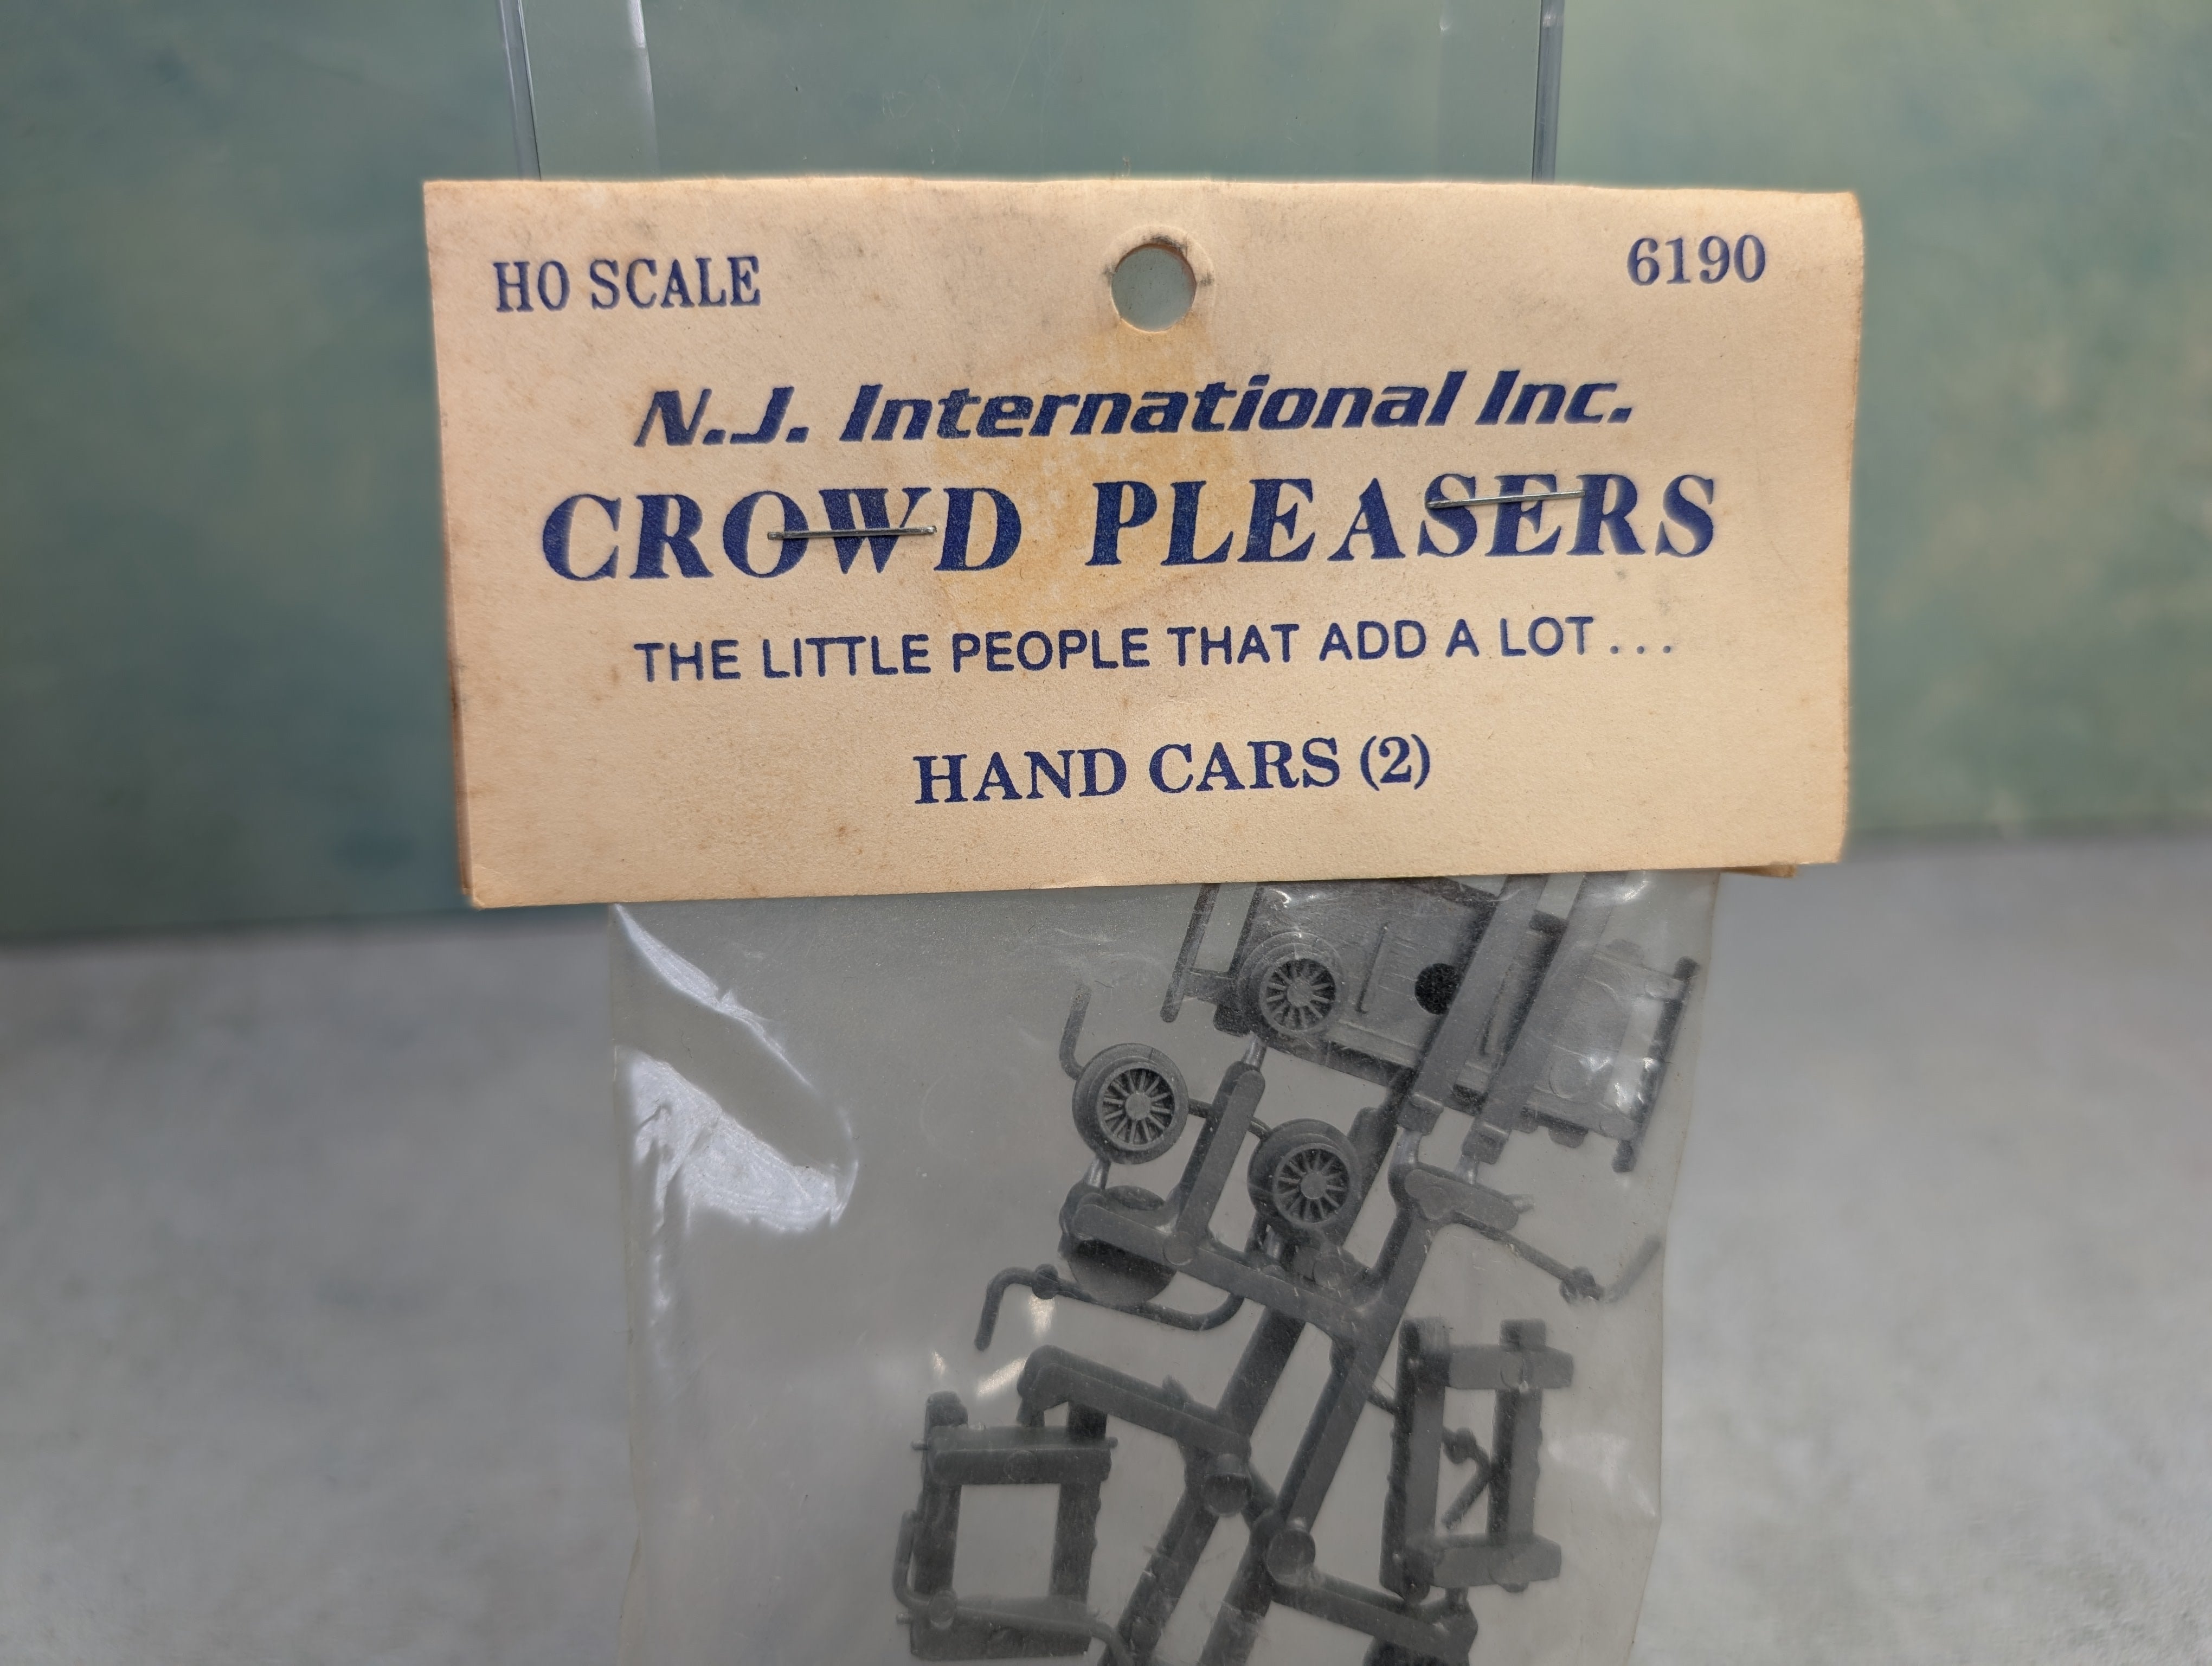 HO SCALE
6190
N.J. International Inc.
CROWD PLEASERS
THE LITTLE PEOPLE THAT ADD A LOT...
HAND CARS (2)